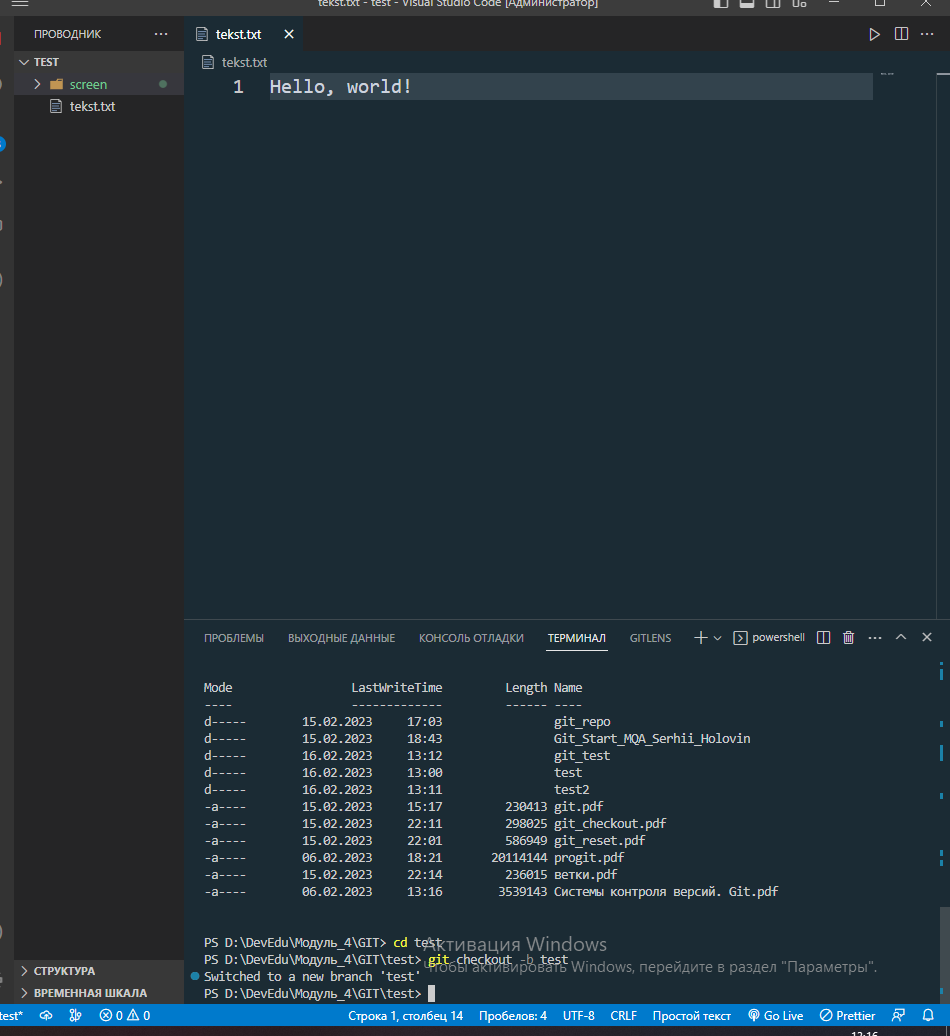 tekst.txt - test - Visual Studio Code [Администратор]
ПРОВОДНИК
TEST
screen
tekst.txt
tekst.txt
tekst.txt
1 Hello, world!
ПРОБЛЕМЫ ВЫХОДНЫЕ ДАННЫЕ КОНСОЛЬ ОТЛАДКИ ТЕРМИНАЛ GITLENS powershell
Mode LastWriteTime Length Name
---- ------------- ------ ----
d----- 15.02.2023 17:03 git_repo
d----- 15.02.2023 18:43 Git_Start_MQA_Serhii_Holovin
d----- 16.02.2023 13:12 git_test
d----- 16.02.2023 13:00 test
d----- 16.02.2023 13:11 test2
-a---- 15.02.2023 15:17 230413 git.pdf
-a---- 15.02.2023 22:11 298025 git_checkout.pdf
-a---- 15.02.2023 22:01 586949 git_reset.pdf
-a---- 06.02.2023 18:21 20114144 progit.pdf
-a---- 15.02.2023 22:14 236015 ветки.pdf
-a---- 06.02.2023 13:16 3539143 Системы контроля версий. Git.pdf
PS D:\DevEdu\Модуль_4\GIT> cd test
PS D:\DevEdu\Модуль_4\GIT\test> git checkout -b test
Switched to a new branch 'test'
PS D:\DevEdu\Модуль_4\GIT\test>
Активация Windows
Чтобы активировать Windows, перейдите в раздел "Параметры".
СТРУКТУРА
ВРЕМЕННАЯ ШКАЛА
test* 0 0 Строка 1, столбец 14 Пробелов: 4 UTF-8 CRLF Простой текст Go Live Prettier